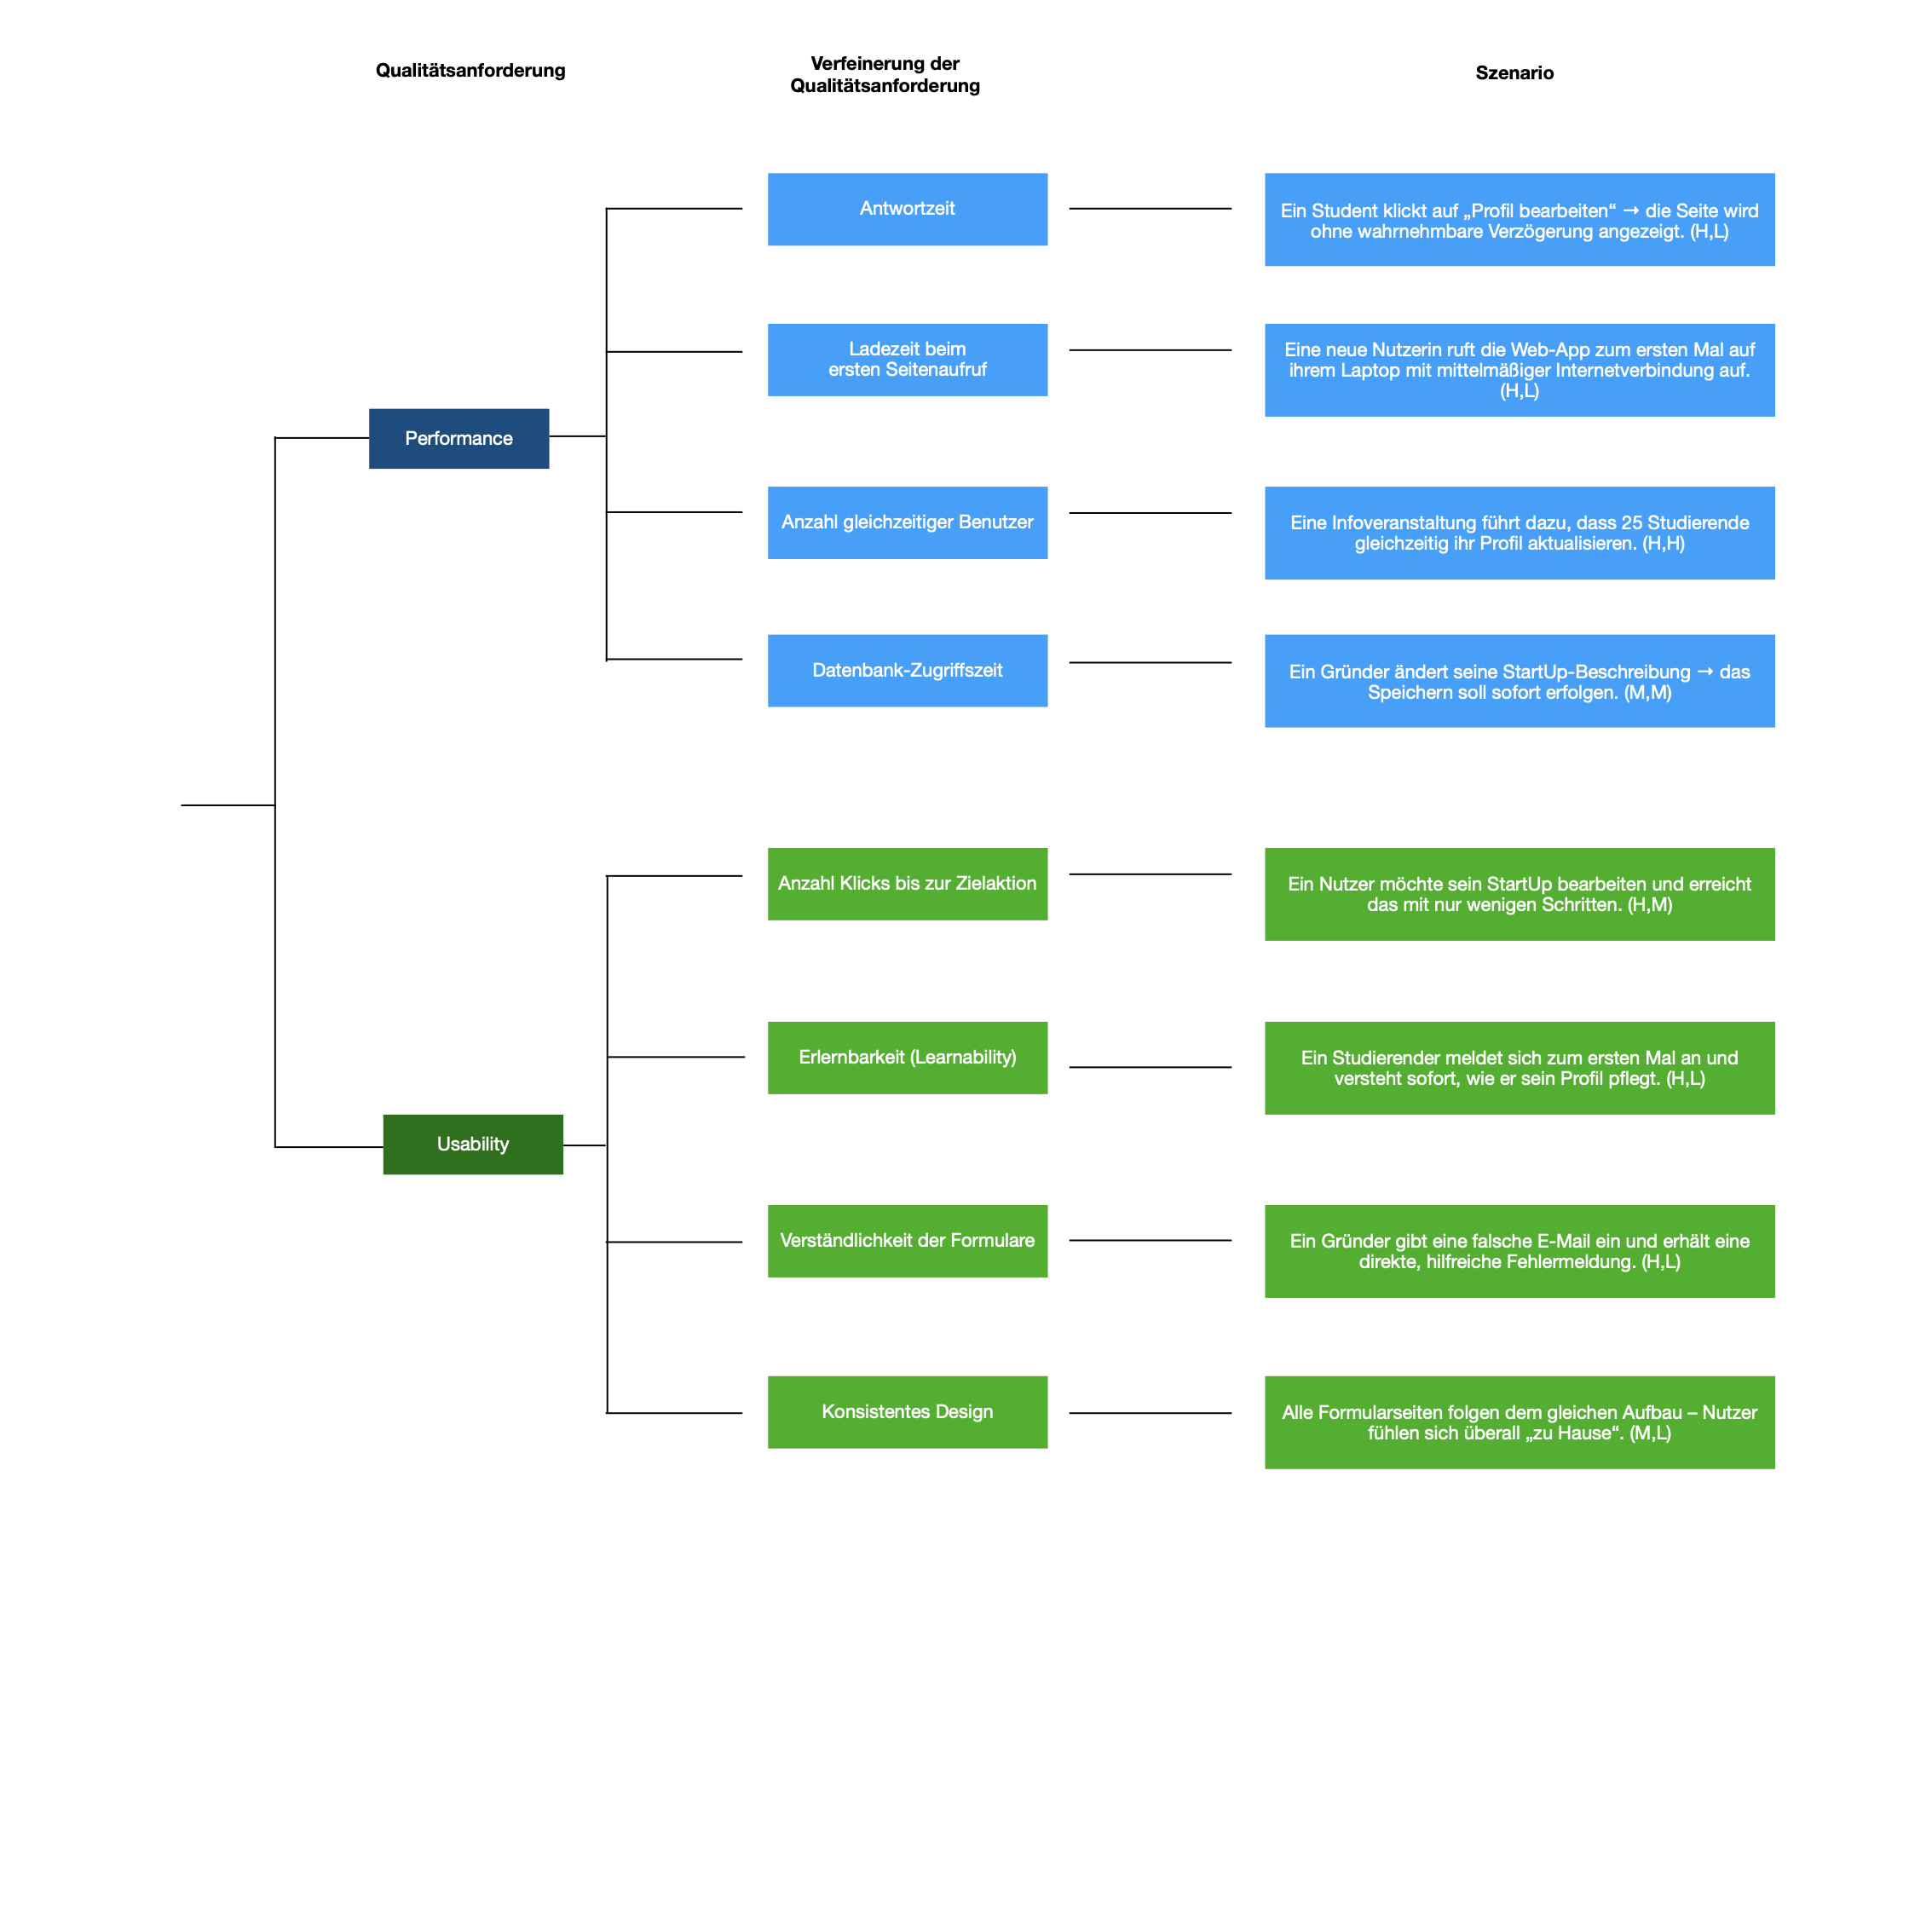 Qualitätsanforderung
Verfeinerung der
Qualitätsanforderung
Szenario
Performance
Antwortzeit
Ein Student klickt auf „Profil bearbeiten“ → die Seite wird
ohne wahrnehmbare Verzögerung angezeigt. (H,L)
Ladezeit beim
ersten Seitenaufruf
Eine neue Nutzerin ruft die Web-App zum ersten Mal auf
ihrem Laptop mit mittelmäßiger Internetverbindung auf.
(H,L)
Anzahl gleichzeitiger Benutzer
Eine Infoveranstaltung führt dazu, dass 25 Studierende
gleichzeitig ihr Profil aktualisieren. (H,H)
Datenbank-Zugriffszeit
Ein Gründer ändert seine StartUp-Beschreibung → das
Speichern soll sofort erfolgen. (M,M)
Usability
Anzahl Klicks bis zur Zielaktion
Ein Nutzer möchte sein StartUp bearbeiten und erreicht
das mit nur wenigen Schritten. (H,M)
Erlernbarkeit (Learnability)
Ein Studierender meldet sich zum ersten Mal an und
versteht sofort, wie er sein Profil pflegt. (H,L)
Verständlichkeit der Formulare
Ein Gründer gibt eine falsche E-Mail ein und erhält eine
direkte, hilfreiche Fehlermeldung. (H,L)
Konsistentes Design
Alle Formularseiten folgen dem gleichen Aufbau – Nutzer
fühlen sich überall „zu Hause“. (M,L)